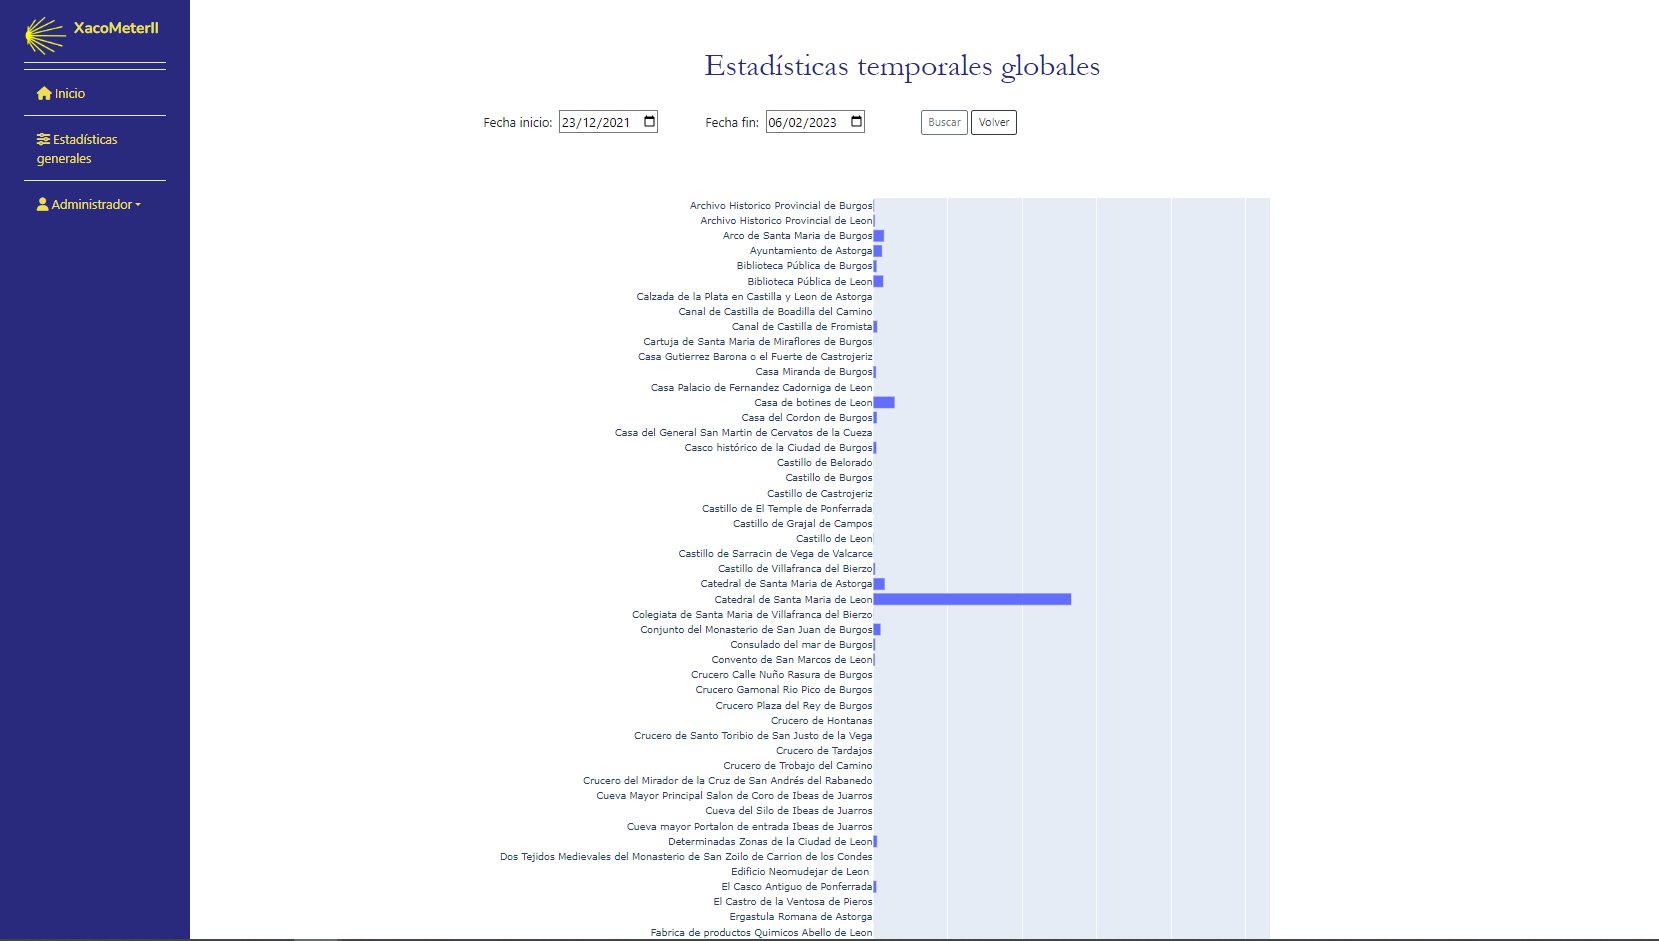 XacoMeterII
Inicio
Estadísticas
generales
Administrador
Estadísticas temporales globales
Fecha inicio: 23/12/2021 Fecha fin: 06/02/2023 Buscar Volver
Archivo Historico Provincial de Burgos
Archivo Historico Provincial de Leon
Arco de Santa Maria de Burgos
Ayuntamiento de Astorga
Biblioteca Pública de Burgos
Biblioteca Pública de Leon
Calzada de la Plata en Castilla y Leon de Astorga
Canal de Castilla de Boadilla del Camino
Canal de Castilla de Fromista
Cartuja de Santa Maria de Miraflores de Burgos
Casa Gutierrez Barona o el Fuerte de Castrojeriz
Casa Miranda de Burgos
Casa Palacio de Fernandez Cadorniga de Leon
Casa de botines de Leon
Casa del Cordon de Burgos
Casa del General San Martin de Cervatos de la Cueza
Casco histórico de la Ciudad de Burgos
Castillo de Belorado
Castillo de Burgos
Castillo de Castrojeriz
Castillo de El Temple de Ponferrada
Castillo de Grajal de Campos
Castillo de Leon
Castillo de Sarracin de Vega de Valcarce
Castillo de Villafranca del Bierzo
Catedral de Santa Maria de Astorga
Catedral de Santa Maria de Leon
Colegiata de Santa Maria de Villafranca del Bierzo
Conjunto del Monasterio de San Juan de Burgos
Consulado del mar de Burgos
Convento de San Marcos de Leon
Crucero Calle Nuño Rasura de Burgos
Crucero Gamonal Rio Pico de Burgos
Crucero Plaza del Rey de Burgos
Crucero de Hontanas
Crucero de Santo Toribio de San Justo de la Vega
Crucero de Tardajos
Crucero de Trobajo del Camino
Crucero del Mirador de la Cruz de San Andrés del Rabanedo
Cueva Mayor Principal Salon de Coro de Ibeas de Juarros
Cueva del Silo de Ibeas de Juarros
Cueva mayor Portalon de entrada Ibeas de Juarros
Determinadas Zonas de la Ciudad de Leon
Dos Tejidos Medievales del Monasterio de San Zoilo de Carrion de los Condes
Edificio Neomudejar de Leon
El Casco Antiguo de Ponferrada
El Castro de la Ventosa de Pieros
Ergastula Romana de Astorga
Fabrica de productos Quimicos Abello de Leon